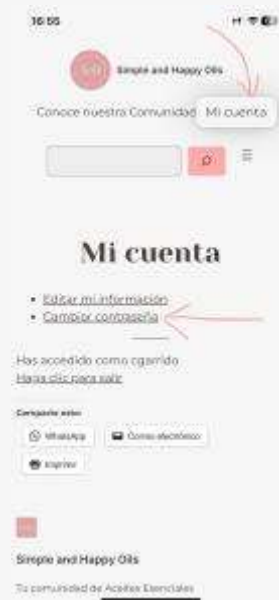 16:55
Simple and Happy Oils
Conoce nuestra Comunidad Mi cuenta
Mi cuenta
Editar mi información
Cambiar contraseña
Has accedido como cgarrido
Haga clic para salir
Comparte esto:
WhatsApp Correo electrónico
Imprimir
Simple and Happy Oils
Tu comunidad de Aceites Esenciales